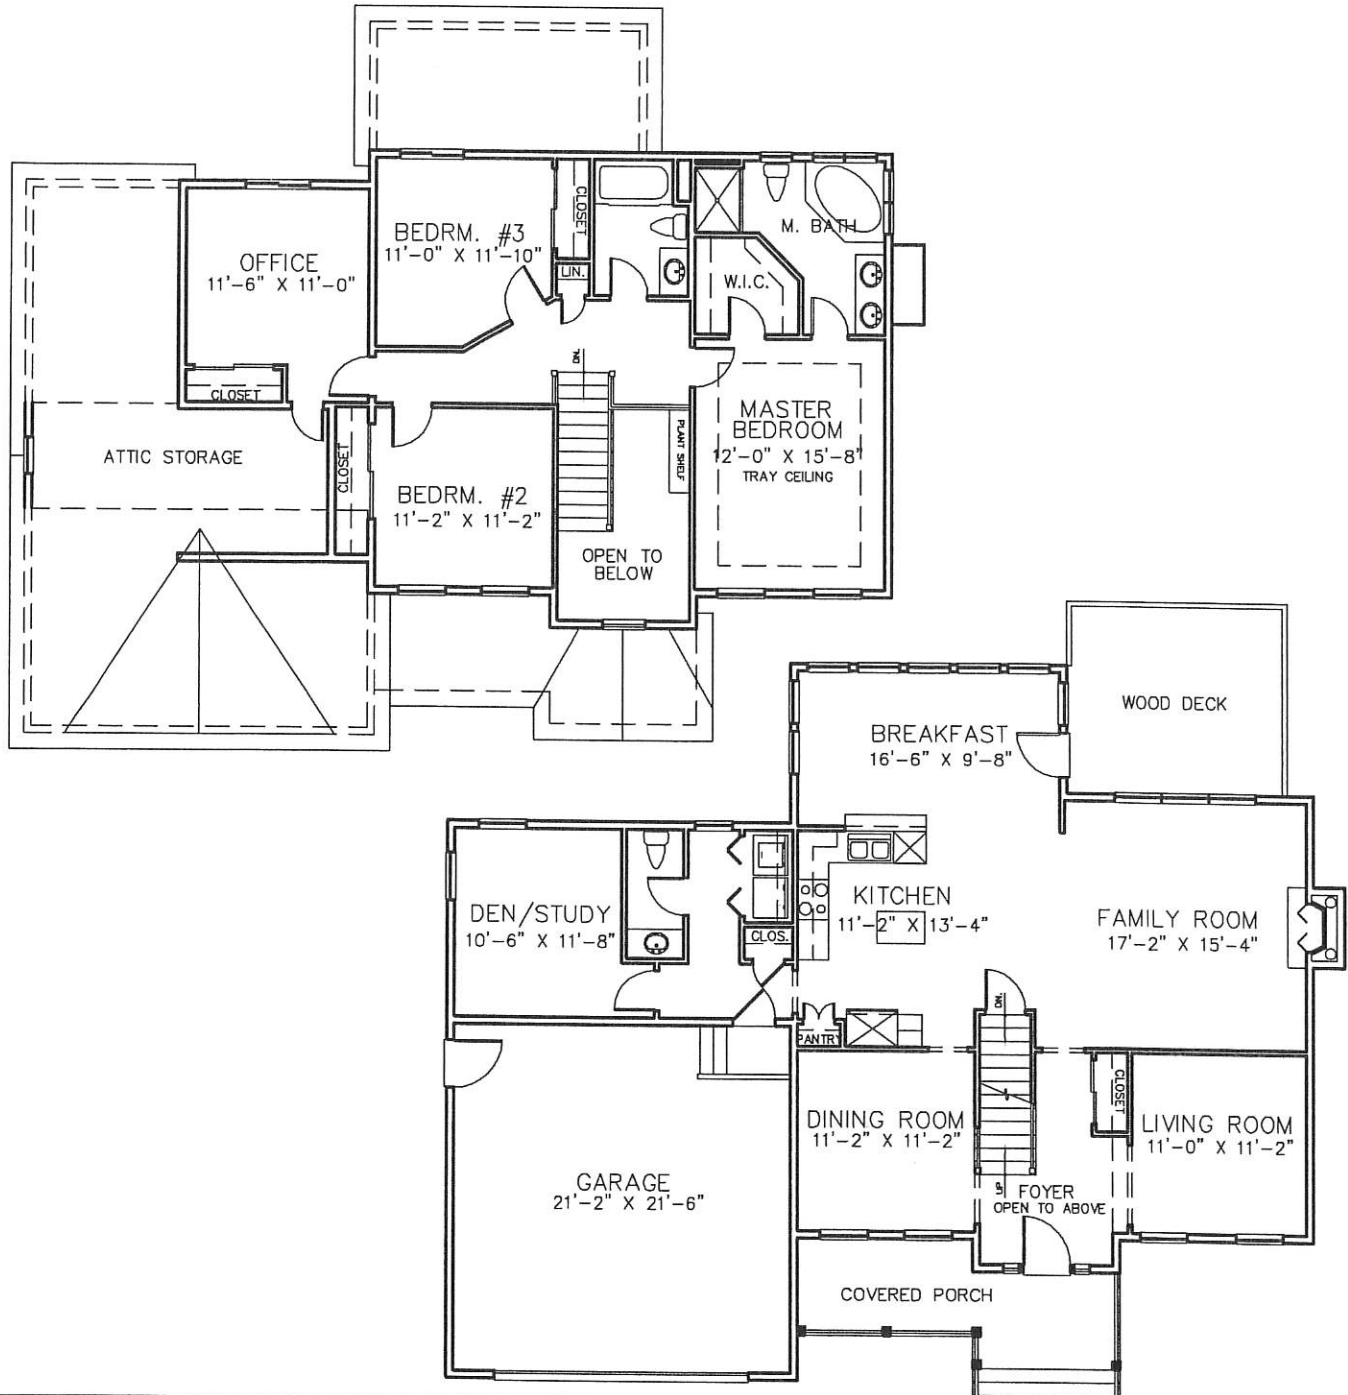 BEDRM. #3
11'-0" X 11'-10"
CLOSET
LIN.
M. BATH
W.I.C.
OFFICE
11'-6" X 11'-0"
CLOSET
DN.
MASTER
BEDROOM
12'-0" X 15'-8"
TRAY CEILING
PLANT SHELF
ATTIC STORAGE
CLOSET
BEDRM. #2
11'-2" X 11'-2"
OPEN TO
BELOW
WOOD DECK
BREAKFAST
16'-6" X 9'-8"
DEN/STUDY
10'-6" X 11'-8"
CLOS.
KITCHEN
11'-2" X 13'-4"
FAMILY ROOM
17'-2" X 15'-4"
DN.
PANTRY
CLOSET
DINING ROOM
11'-2" X 11'-2"
LIVING ROOM
11'-0" X 11'-2"
GARAGE
21'-2" X 21'-6"
UP
FOYER
OPEN TO ABOVE
COVERED PORCH